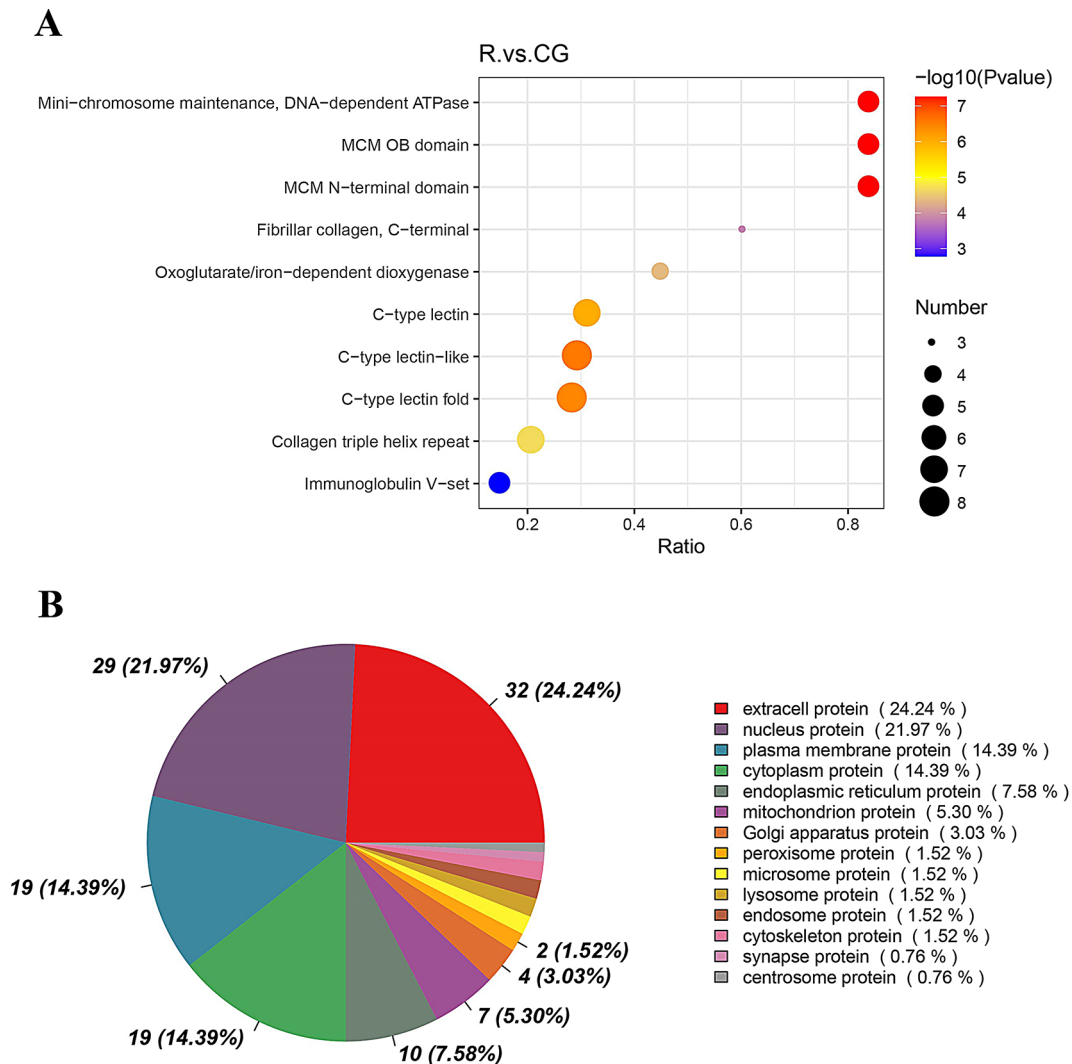 A
R.vs.CG
Mini−chromosome maintenance, DNA−dependent ATPase
MCM OB domain
MCM N−terminal domain
Fibrillar collagen, C−terminal
Oxoglutarate/iron−dependent dioxygenase
C−type lectin
C−type lectin−like
C−type lectin fold
Collagen triple helix repeat
Immunoglobulin V−set
0.2 0.4 0.6 0.8
Ratio
−log10(Pvalue)
7
6
5
4
3
Number
3
4
5
6
7
8
B
29 (21.97%)
32 (24.24%)
19 (14.39%)
19 (14.39%)
10 (7.58%)
7 (5.30%)
4 (3.03%)
2 (1.52%)
extracell protein ( 24.24 % )
nucleus protein ( 21.97 % )
plasma membrane protein ( 14.39 % )
cytoplasm protein ( 14.39 % )
endoplasmic reticulum protein ( 7.58 % )
mitochondrion protein ( 5.30 % )
Golgi apparatus protein ( 3.03 % )
peroxisome protein ( 1.52 % )
microsome protein ( 1.52 % )
lysosome protein ( 1.52 % )
endosome protein ( 1.52 % )
cytoskeleton protein ( 1.52 % )
synapse protein ( 0.76 % )
centrosome protein ( 0.76 % )